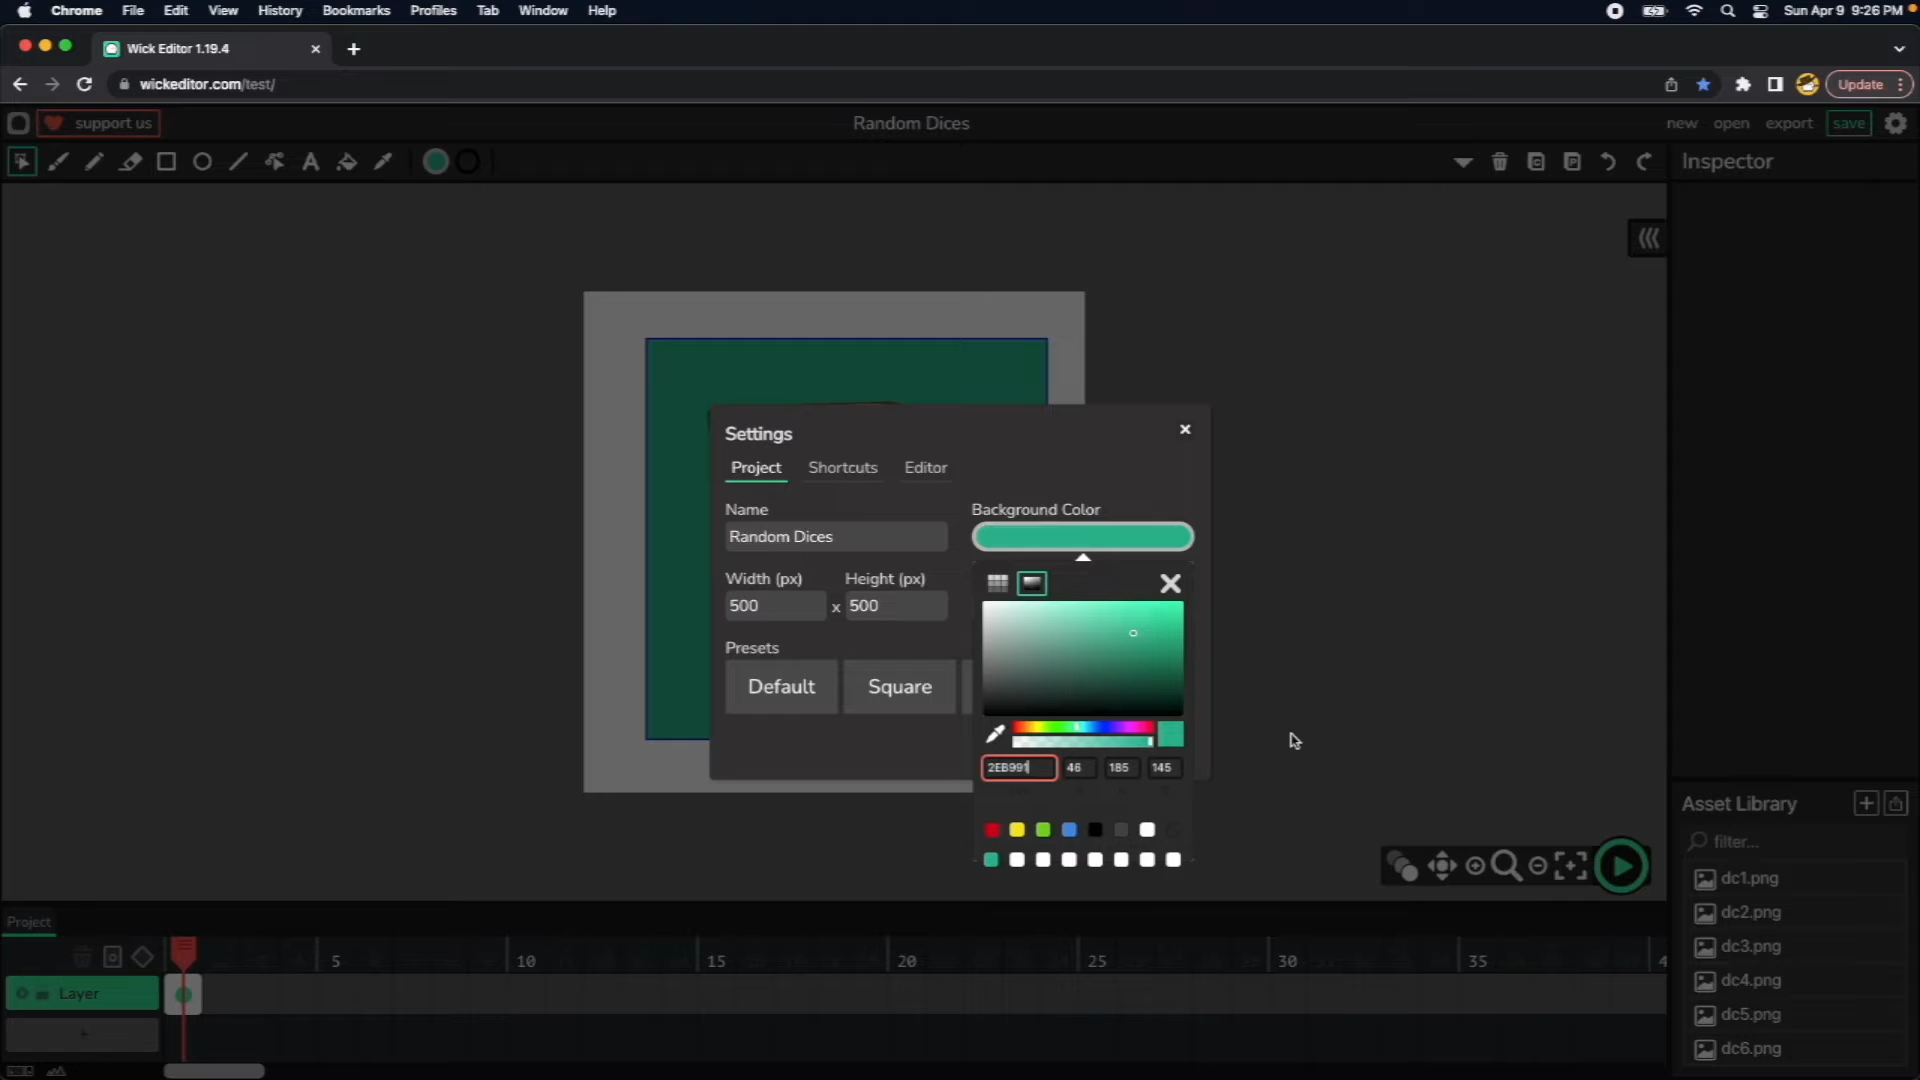 Chrome File Edit View History Bookmarks Profiles Tab Window Help Sun Apr 9 9:26 PM
Wick Editor 1.19.4
wickeditor.com/test/ Update
support us Random Dices new open export save
Inspector
Settings
Project Shortcuts Editor
Name Background Color
Random Dices
Width (px) Height (px)
500 x 500
Presets
Default Square
2EB991 46 185 145
Asset Library
filter...
dc1.png
dc2.png
dc3.png
dc4.png
dc5.png
dc6.png
Project
5 10 15 20 25 30 35 4
Layer